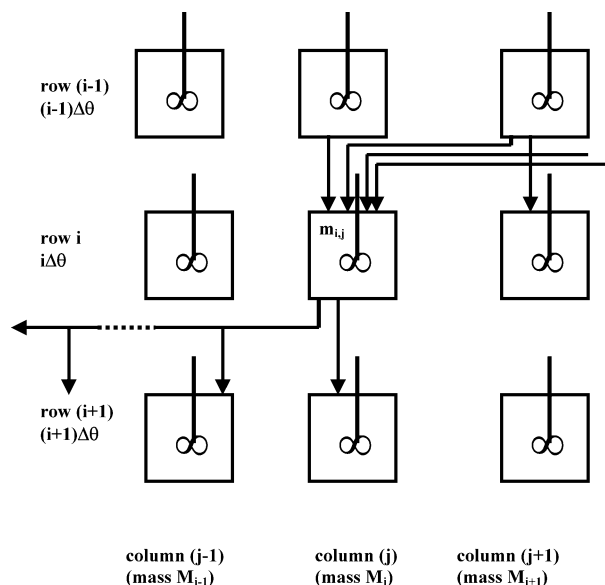 row (i-1)
(i-1)Δθ
row i
iΔθ
m<sub>i,j</sub>
row (i+1)
(i+1)Δθ
column (j-1)
(mass M<sub>j-1</sub>)
column (j)
(mass M<sub>j</sub>)
column (j+1)
(mass M<sub>j+1</sub>)